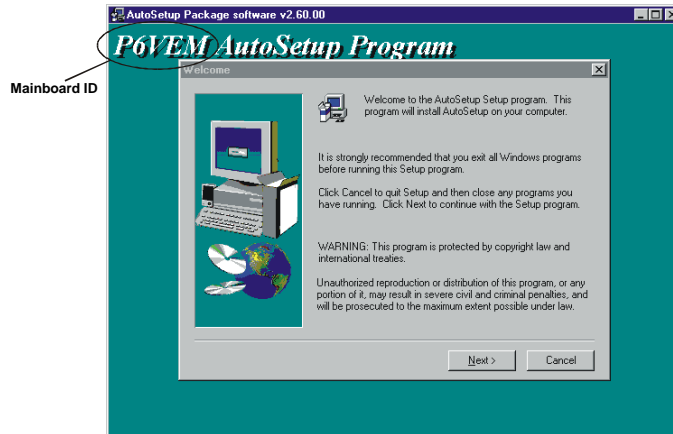 AutoSetup Package software v2.60.00
P6VEM AutoSetup Program
Mainboard ID
Welcome
Welcome to the AutoSetup Setup program. This
program will install AutoSetup on your computer.
It is strongly recommended that you exit all Windows programs
before running this Setup program.
Click Cancel to quit Setup and then close any programs you
have running. Click Next to continue with the Setup program.
WARNING: This program is protected by copyright law and
international treaties.
Unauthorized reproduction or distribution of this program, or any
portion of it, may result in severe civil and criminal penalties, and
will be prosecuted to the maximum extent possible under law.
Next >
Cancel